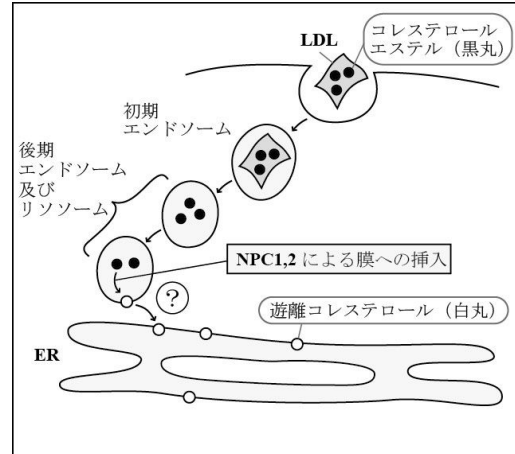 LDL
コレステロール
エステル（黒丸）
初期
エンドソーム
後期
エンドソーム
及び
リソソーム
NPC1,2 による膜への挿入
?
遊離コレステロール（白丸）
ER